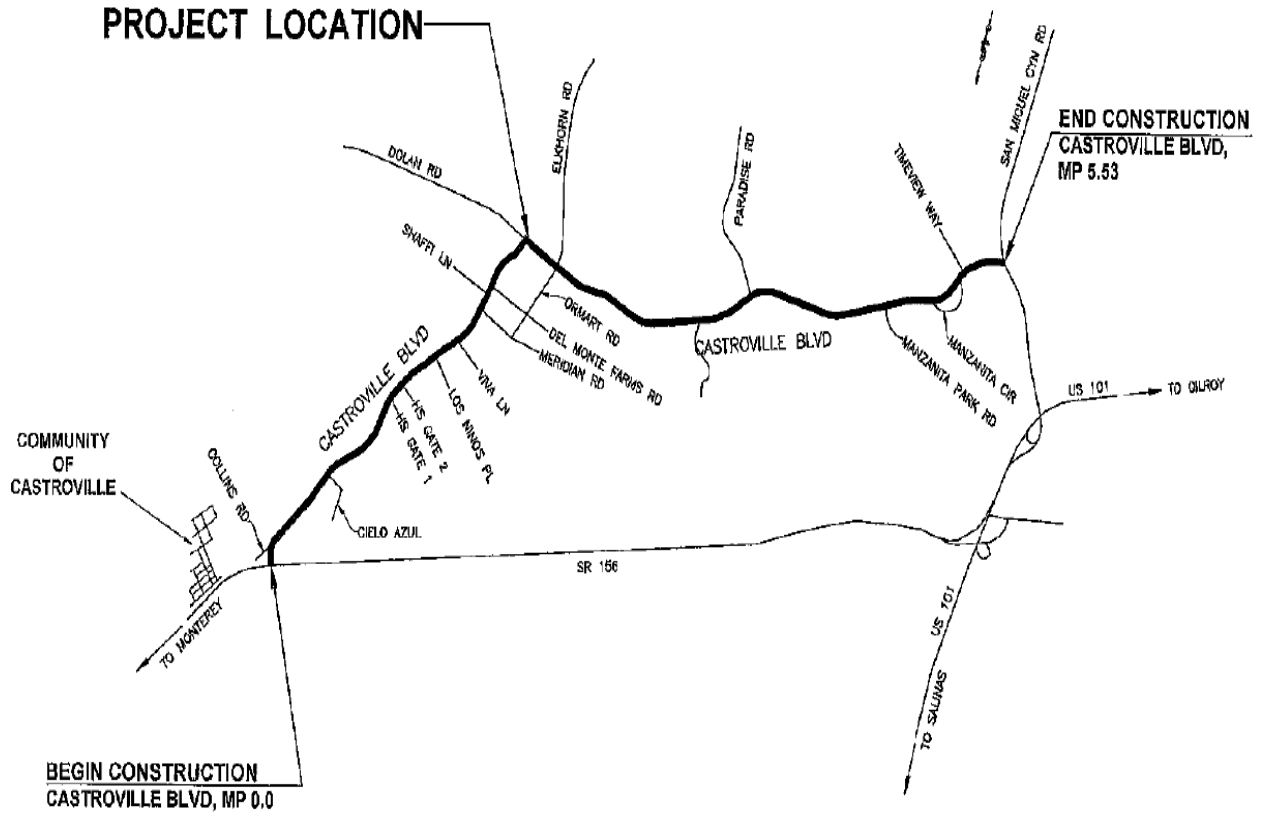 PROJECT LOCATION
DOLAN RD
ELKHORN RD
PARADISE RD
TIMEVIEW WAY
SAN MIGUEL CYN RD
END CONSTRUCTION
CASTROVILLE BLVD,
MP 5.53
SHAFFI LN
ORMART RD
DEL MONTE FARMS RD
MERIDIAN RD
CASTROVILLE BLVD
CASTROVILLE BLVD
MANZANITA CIR
MANZANITA PARK RD
VIVA LN
LOS NINOS PL
HS GATE 2
HS GATE 1
US 101
TO GILROY
COMMUNITY
OF
CASTROVILLE
COLLINS RD
CIELO AZUL
SR 156
TO MONTEREY
US 101
TO SALINAS
BEGIN CONSTRUCTION
CASTROVILLE BLVD, MP 0.0